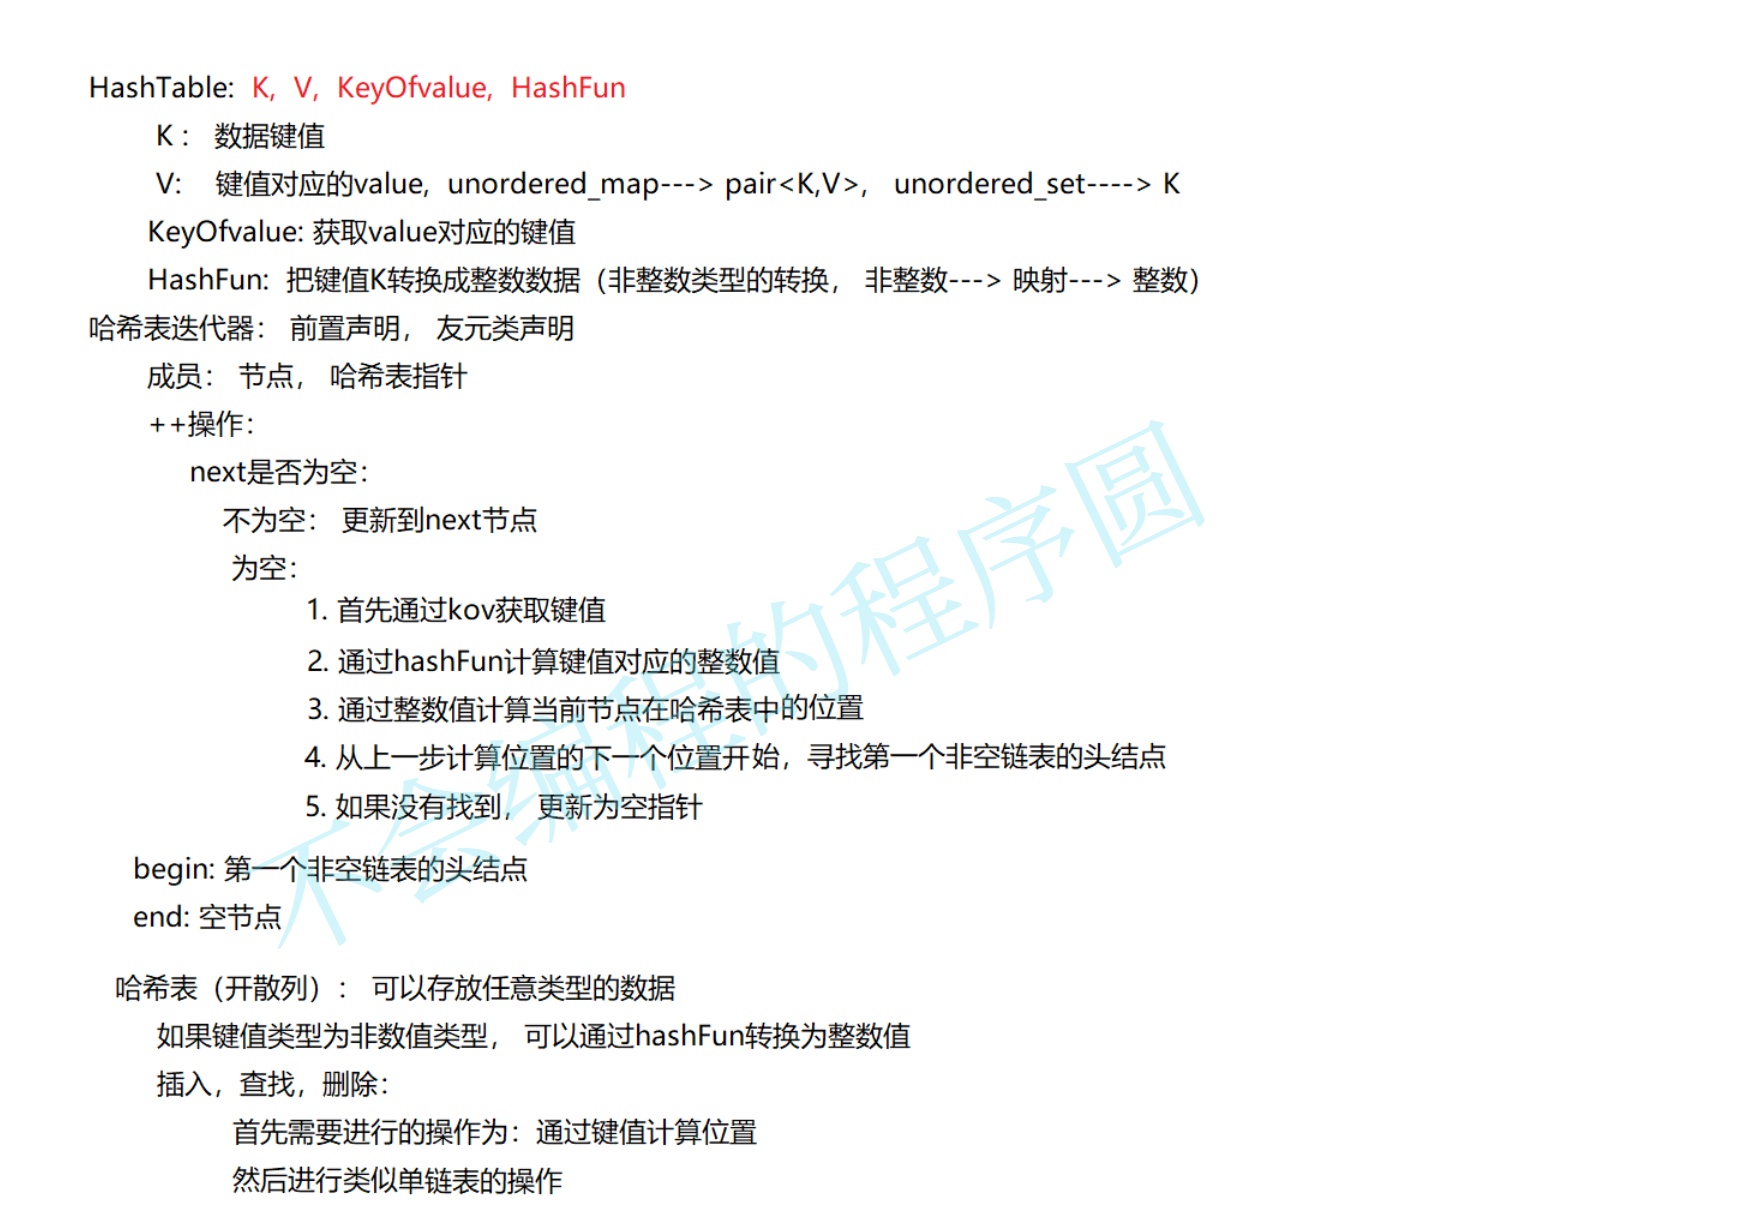 HashTable: K, V, KeyOfvalue, HashFun
K： 数据键值
V: 键值对应的value, unordered_map---> pair<K,V>, unordered_set----> K
KeyOfvalue: 获取value对应的键值
HashFun: 把键值K转换成整数数据（非整数类型的转换， 非整数---> 映射---> 整数）
哈希表迭代器： 前置声明， 友元类声明
成员： 节点， 哈希表指针
++操作：
next是否为空：
不为空： 更新到next节点
为空：
1. 首先通过kov获取键值
2. 通过hashFun计算键值对应的整数值
3. 通过整数值计算当前节点在哈希表中的位置
4. 从上一步计算位置的下一个位置开始，寻找第一个非空链表的头结点
5. 如果没有找到， 更新为空指针
begin: 第一个非空链表的头结点
end: 空节点
哈希表（开散列）： 可以存放任意类型的数据
如果键值类型为非数值类型， 可以通过hashFun转换为整数值
插入，查找，删除：
首先需要进行的操作为：通过键值计算位置
然后进行类似单链表的操作
不会编程的程序圆